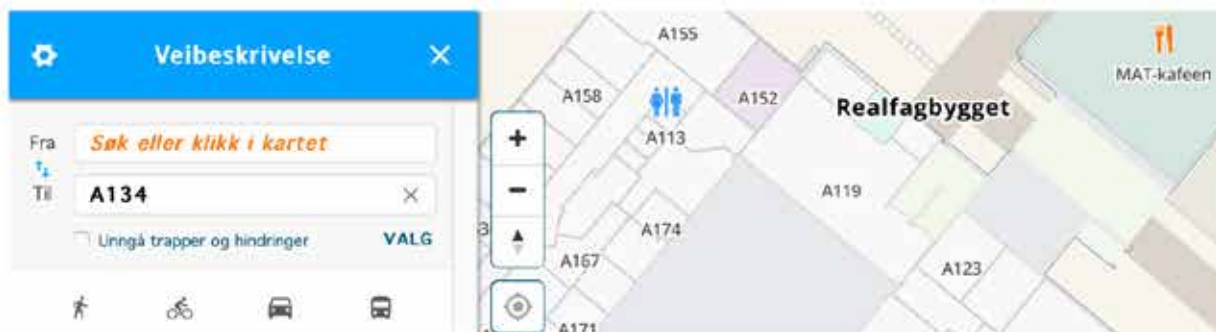 Veibeskrivelse
Fra
Søk eller klikk i kartet
Til
A134
Unngå trapper og hindringer
VALG
A155
A158
A152
A113
Realfagbygget
MAT-kafeen
A119
A174
A167
A123
A171